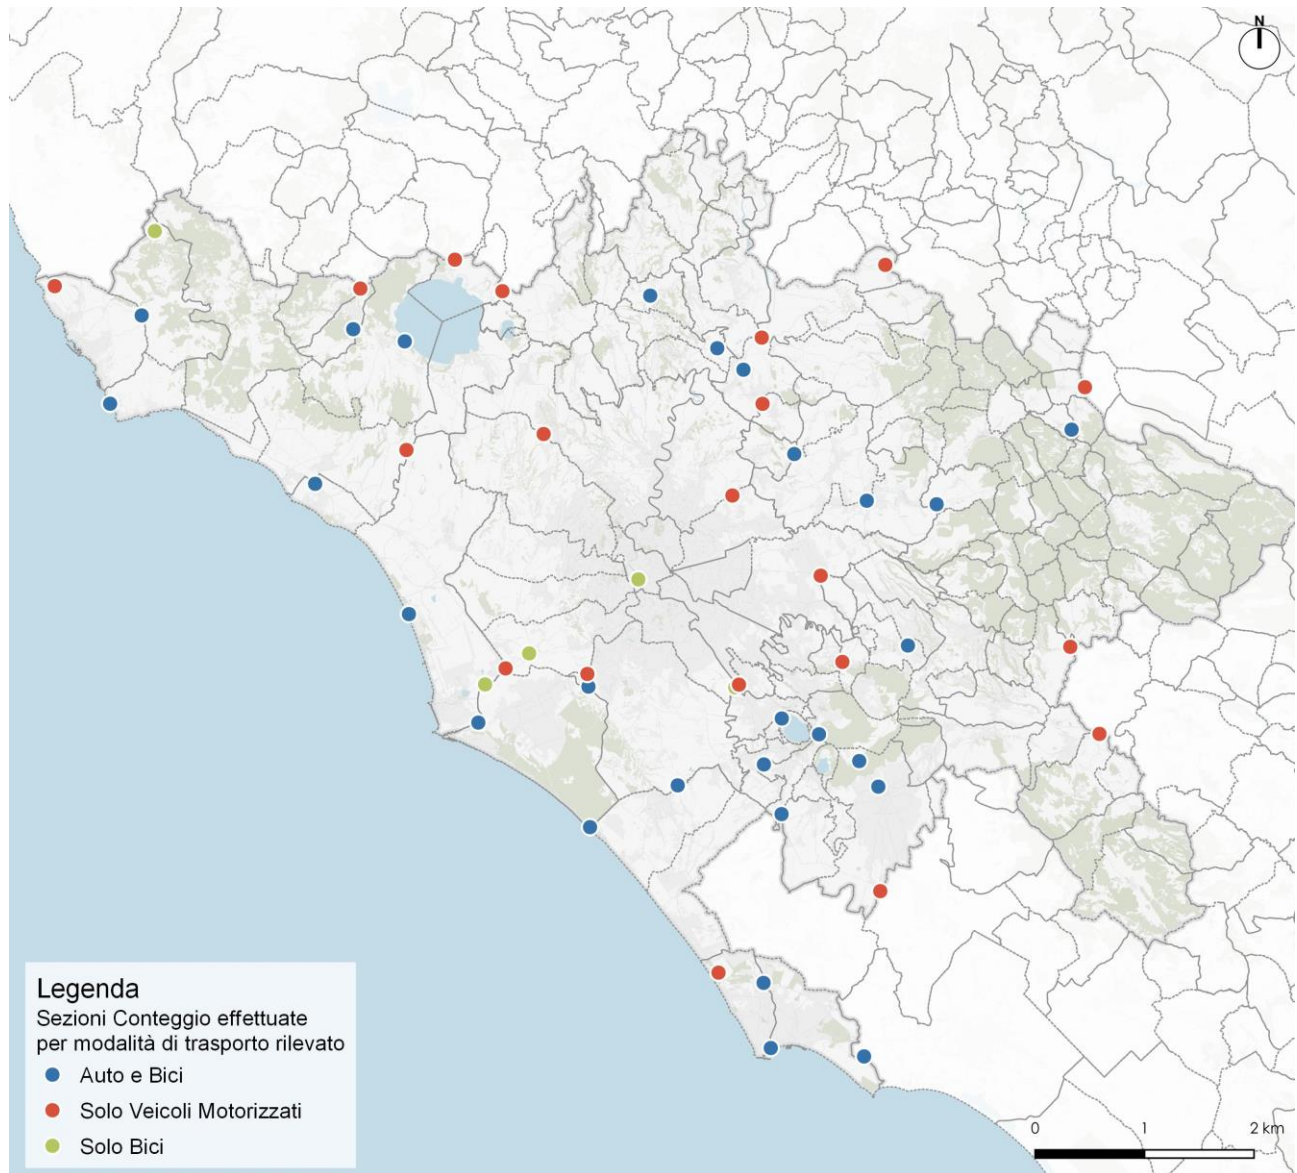 N
Legenda
Sezioni Conteggio effettuate
per modalità di trasporto rilevato
Auto e Bici
Solo Veicoli Motorizzati
Solo Bici
0 1 2 km